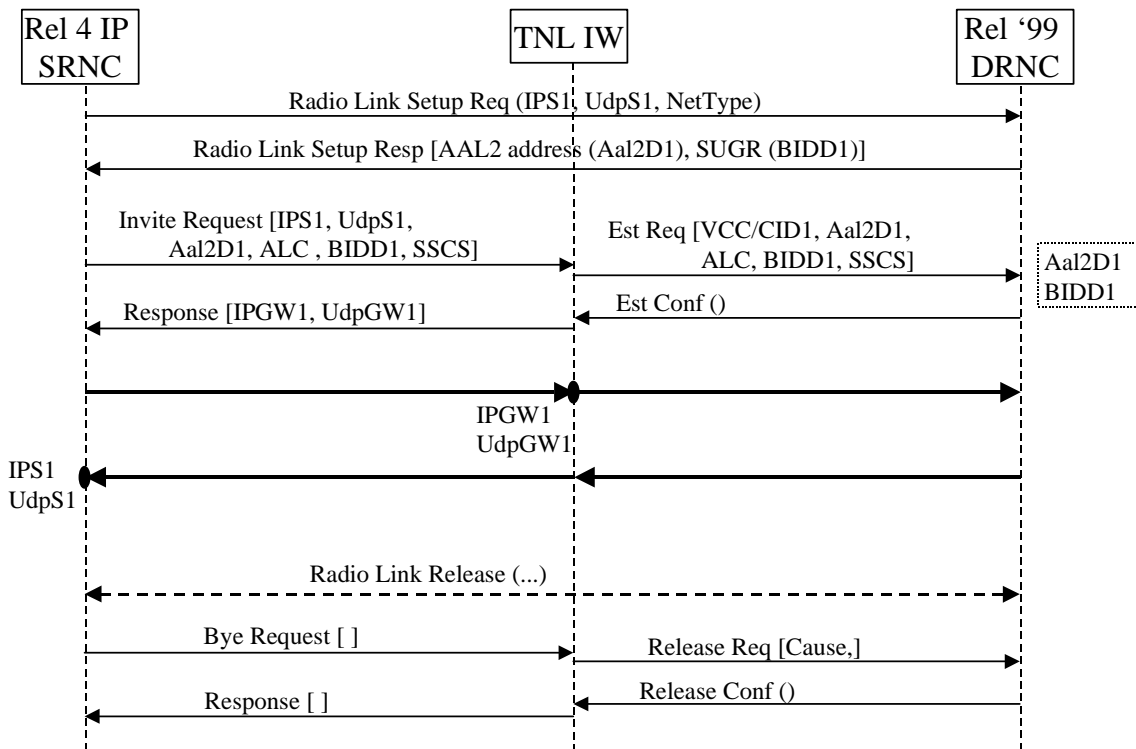 Rel 4 IP
SRNC
TNL IW
Rel ‘99
DRNC
Radio Link Setup Req (IPS1, UdpS1, NetType)
Radio Link Setup Resp [AAL2 address (Aal2D1), SUGR (BIDD1)]
Invite Request [IPS1, UdpS1,
Aal2D1, ALC , BIDD1, SSCS]
Est Req [VCC/CID1, Aal2D1,
ALC, BIDD1, SSCS]
Aal2D1
BIDD1
Response [IPGW1, UdpGW1]
Est Conf ()
IPGW1
UdpGW1
IPS1
UdpS1
Radio Link Release (...)
Bye Request [ ]
Release Req [Cause,]
Response [ ]
Release Conf ()